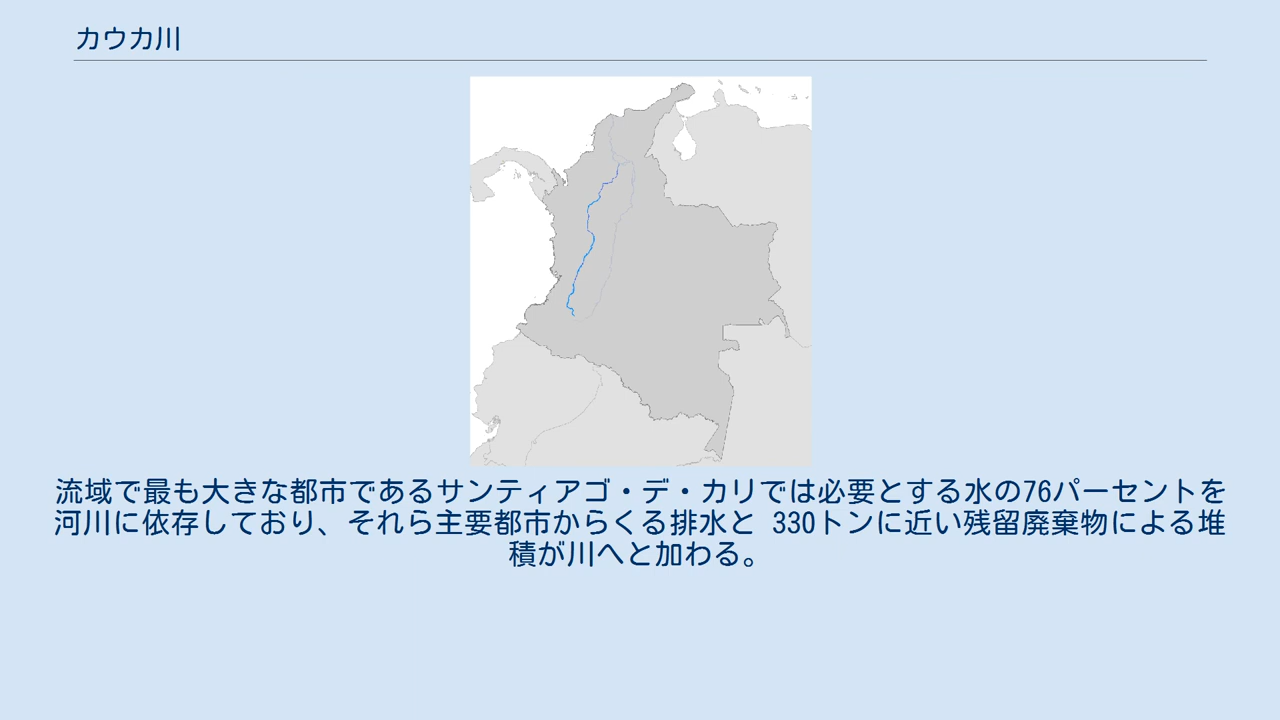 カウカ川
流域で最も大きな都市であるサンティアゴ・デ・カリでは必要とする水の76パーセントを
河川に依存しており、それら主要都市からくる排水と 330トンに近い残留廃棄物による堆
積が川へと加わる。